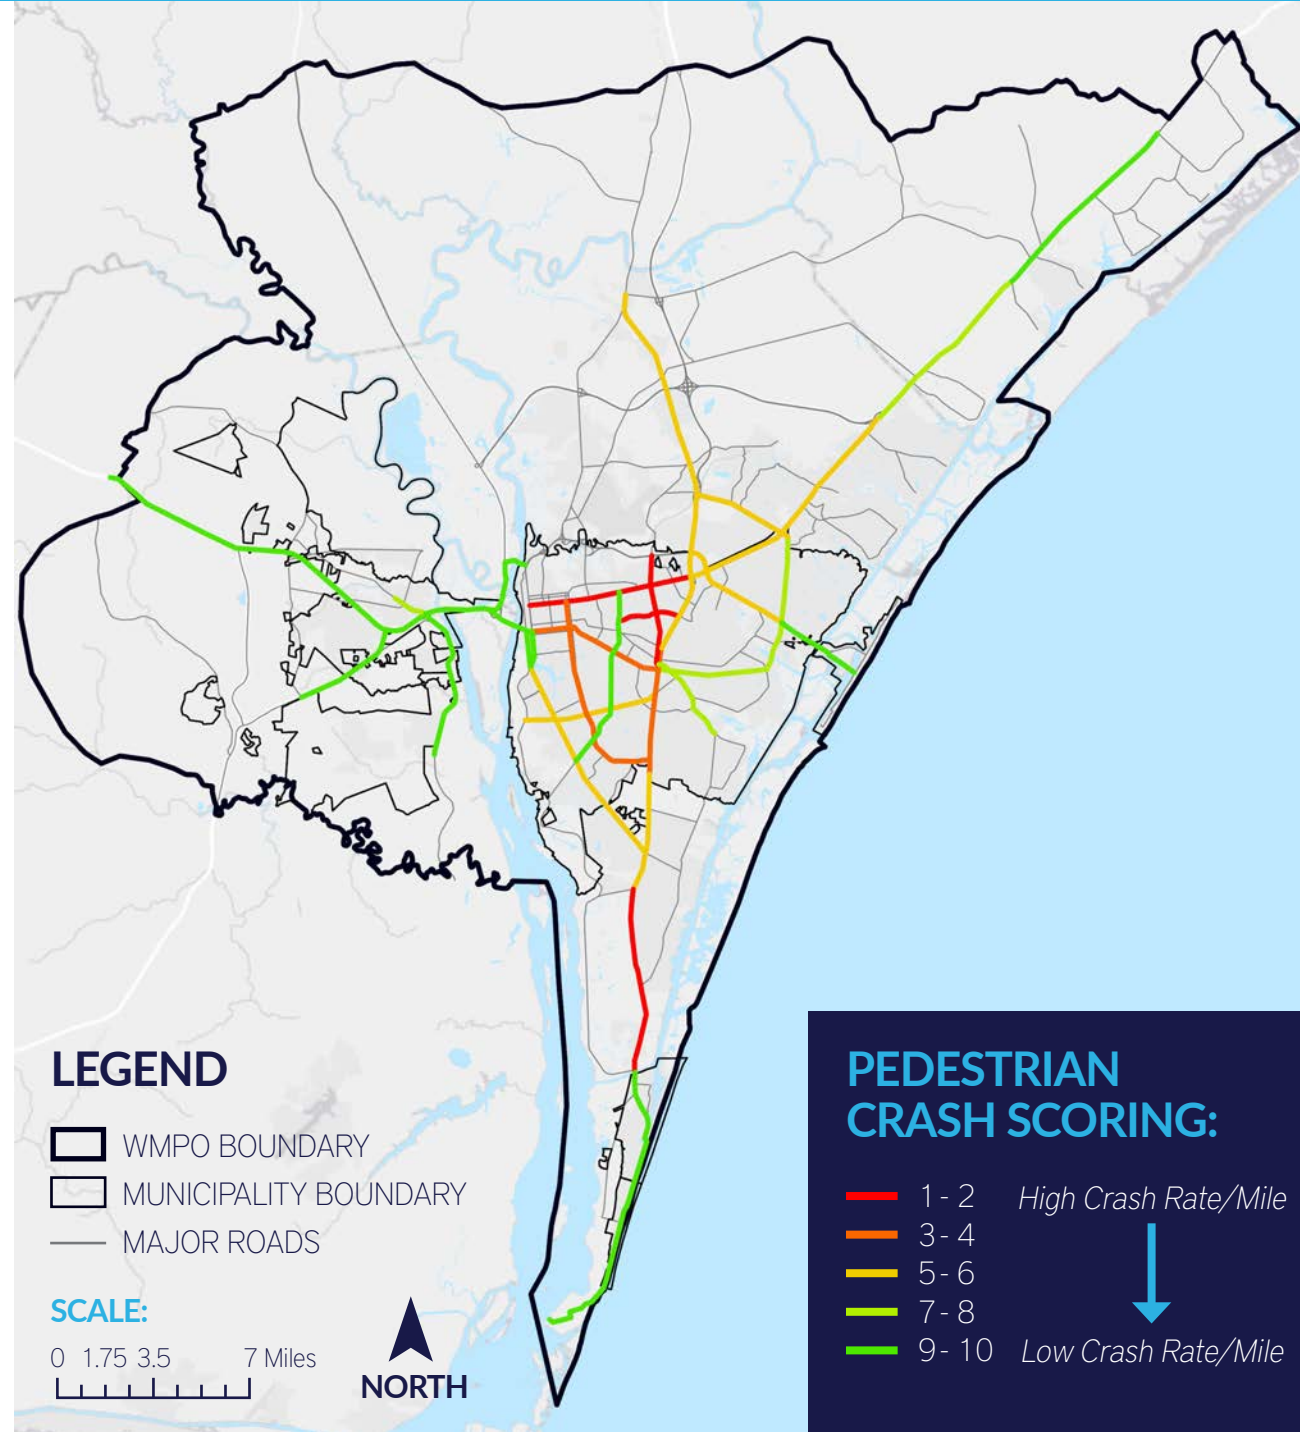 LEGEND
WMPO BOUNDARY
MUNICIPALITY BOUNDARY
MAJOR ROADS
SCALE:
0 1.75 3.5 7 Miles
NORTH
PEDESTRIAN
CRASH SCORING:
1 - 2 High Crash Rate/Mile
3 - 4
5 - 6
7 - 8
9 - 10 Low Crash Rate/Mile